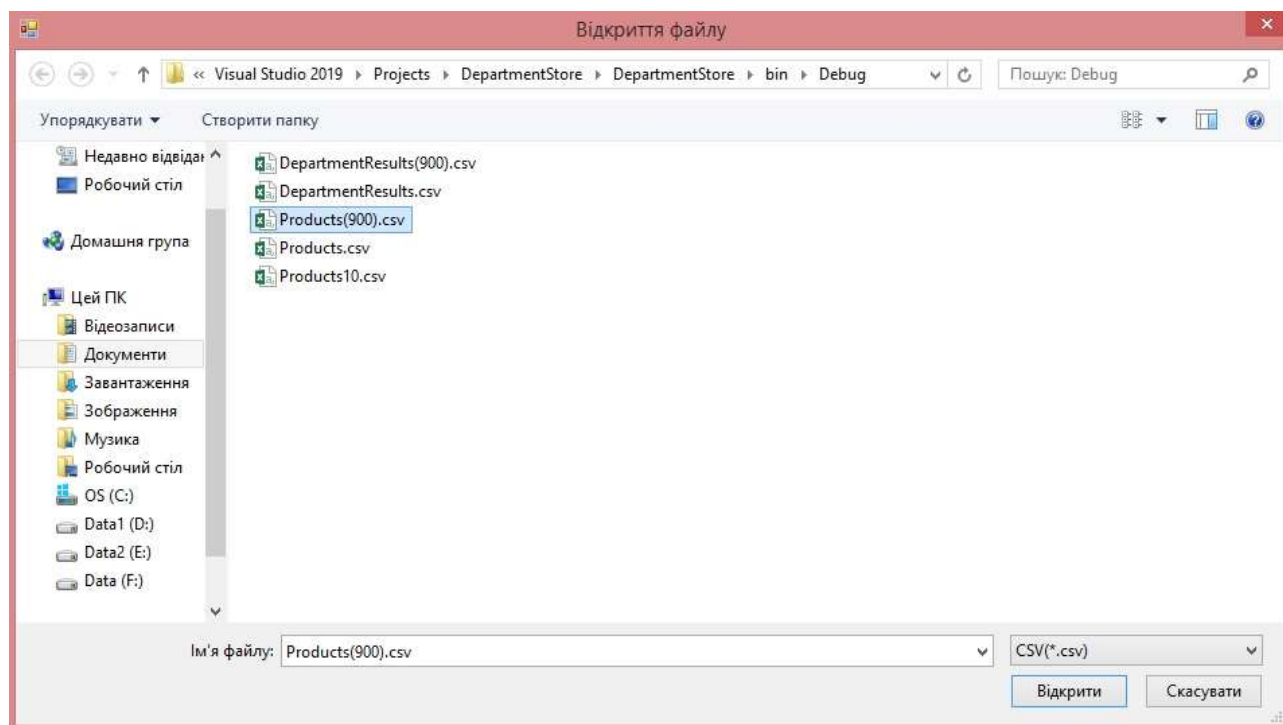 Відкриття файлу
« Visual Studio 2019 DepartmentStore Projects DepartmentStore bin Debug
Пошук: Debug
Упорядкувати Створити папку
Недавно
Робочий стіл
Домашня група
Цей ПК
Відеозаписи
Документи
Завантаження
Зображення
Музика
Робочий стіл
OS (C:)
Data1 (D:)
Data2 (E:)
Data (F:)
DepartmentResults(900).csv
DepartmentResults.csv
Products(900).csv
Products.csv
Products10.csv
Ім'я файлу: Products(900).csv CSV(*.csv)
Відкрити Скасувати